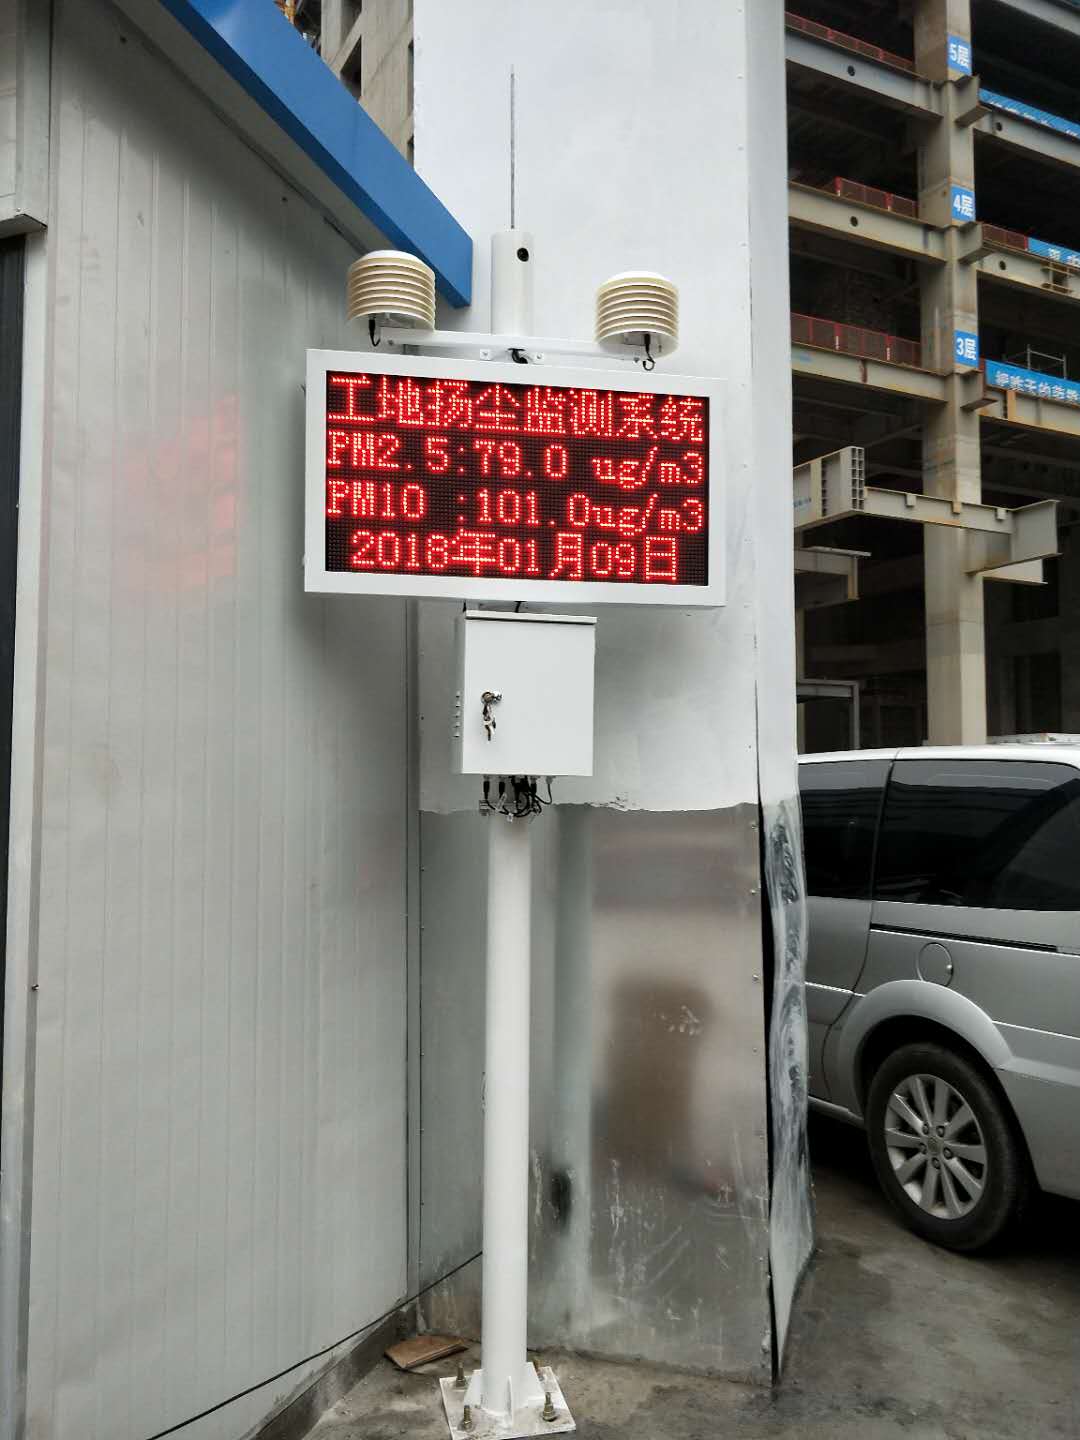 工地扬尘监测系统
PM2.5:79.0 ug/m3
PM10 :101.0ug/m3
2018年01月09日
5层
4层
3层